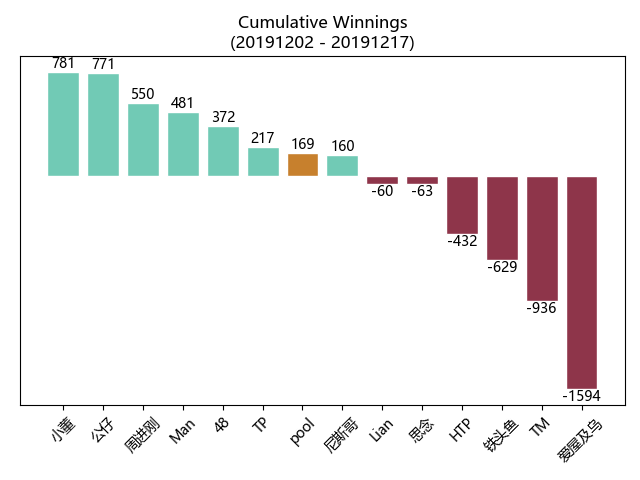 Cumulative Winnings
(20191202 - 20191217)
781
771
550
481
372
217
169
160
-60
-63
-432
-629
-936
-1594
小董
公仔
周进刚
Man
48
TP
pool
尼斯哥
Lian
思念
HTP
铁头鱼
TM
爱屋及乌